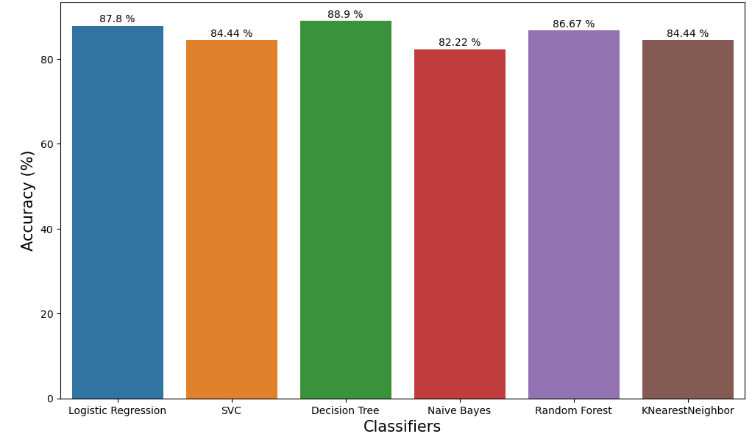 87.8 %
84.44 %
88.9 %
82.22 %
86.67 %
84.44 %
80
60
40
20
0
Accuracy (%)
Logistic Regression
SVC
Decision Tree
Naive Bayes
Random Forest
KNearestNeighbor
Classifiers